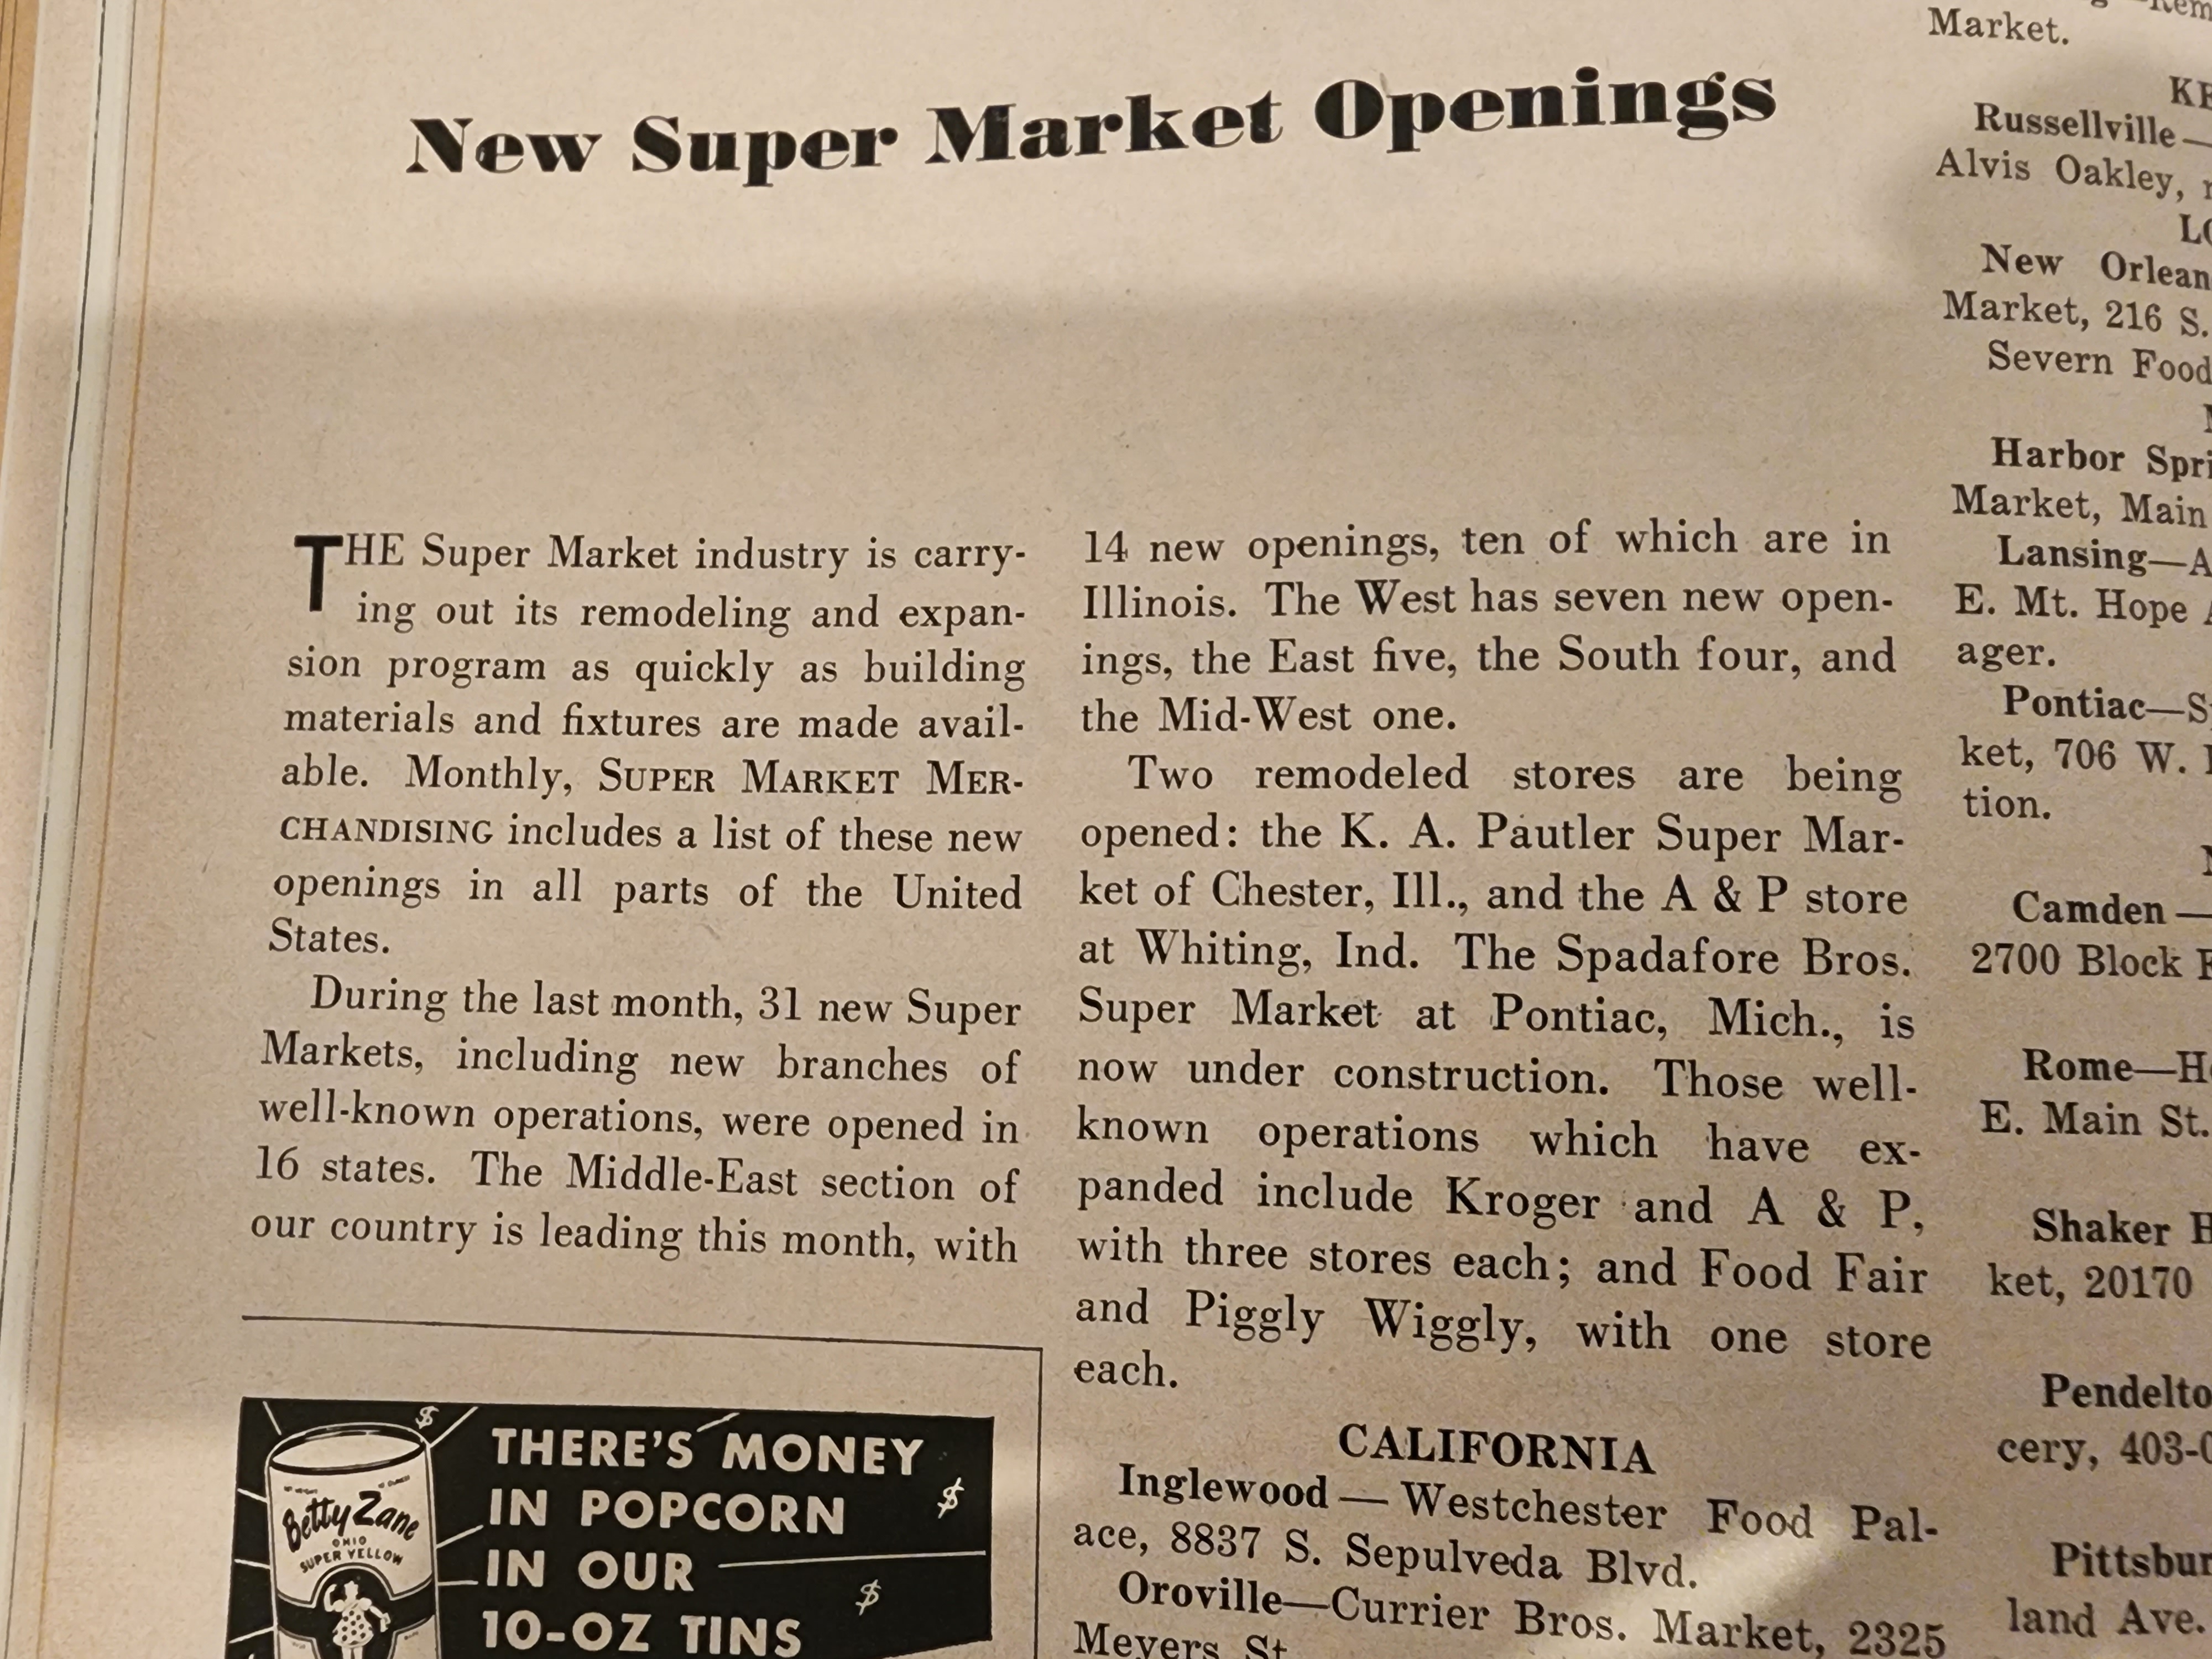 New Super Market Openings
THE Super Market industry is carry-
ing out its remodeling and expan-
sion program as quickly as building
materials and fixtures are made avail-
able. Monthly, SUPER MARKET MER-
CHANDISING includes a list of these new
openings in all parts of the United
States.
During the last month, 31 new Super
Markets, including new branches of
well-known operations, were opened in
16 states. The Middle-East section of
our country is leading this month, with
THERE'S MONEY
IN POPCORN
IN OUR
10-OZ TINS
$
$
$
Betty Zane
OHIO
SUPER YELLOW
14 new openings, ten of which are in
Illinois. The West has seven new open-
ings, the East five, the South four, and
the Mid-West one.
Two remodeled stores are being
opened: the K. A. Pautler Super Mar-
ket of Chester, Ill., and the A & P store
at Whiting, Ind. The Spadafore Bros.
Super Market at Pontiac, Mich., is
now under construction. Those well-
known operations which have ex-
panded include Kroger and A & P,
with three stores each; and Food Fair
and Piggly Wiggly, with one store
each.
CALIFORNIA
Inglewood — Westchester Food Pal-
ace, 8837 S. Sepulveda Blvd.
Oroville—Currier Bros. Market, 2325
Meyers St
Market.
KE
Russellville—
Alvis Oakley,
LO
New Orlean
Market, 216 S.
Severn Food
Harbor Spri
Market, Main
Lansing—A
E. Mt. Hope
ager.
Pontiac—S
ket, 706 W.
tion.
Camden —
2700 Block
Rome—H
E. Main St.
Shaker H
ket, 20170
Pendelto
cery, 403-
Pittsbur
land Ave.